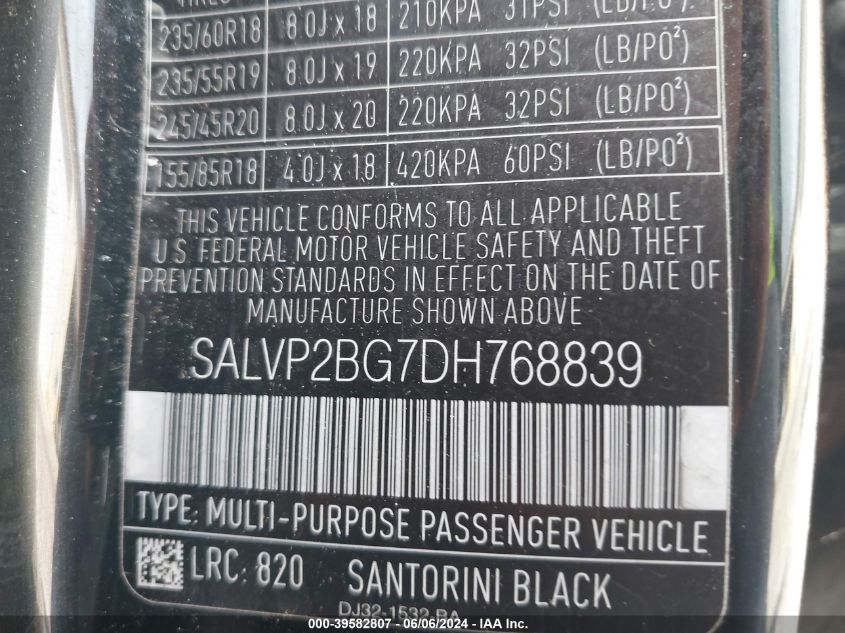 235/60R18 8.0J x 18 210KPA 31PSI (LB/PO²)
235/55R19 8.0J x 19 220KPA 32PSI (LB/PO²)
245/45R20 8.0J x 20 220KPA 32PSI (LB/PO²)
155/85R18 4.0J x 18 420KPA 60PSI (LB/PO²)
THIS VEHICLE CONFORMS TO ALL APPLICABLE
U.S FEDERAL MOTOR VEHICLE SAFETY AND THEFT
PREVENTION STANDARDS IN EFFECT ON THE DATE OF
MANUFACTURE SHOWN ABOVE
SALVP2BG7DH768839
TYPE: MULTI-PURPOSE PASSENGER VEHICLE
LRC: 820 SANTORINI BLACK
DJ32-1532-BA
000-39582807 - 06/06/2024 - IAA Inc.